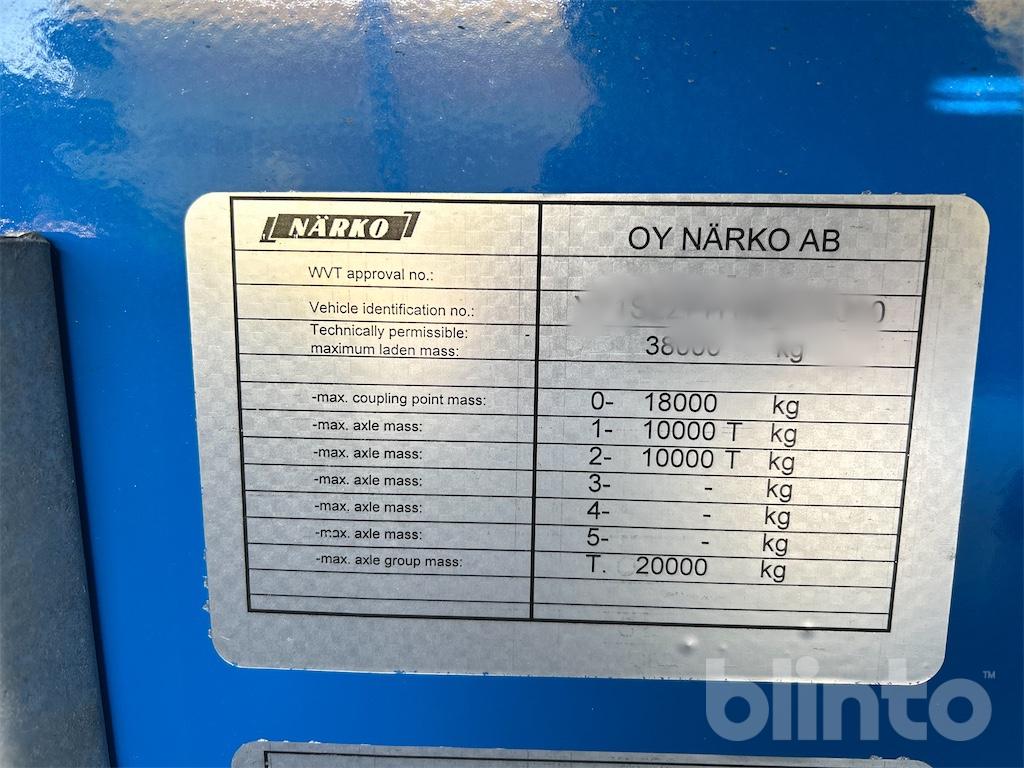 NÄRKO
OY NÄRKO AB
WVT approval no.:
Vehicle identification no.:
Technically permissible: -
maximum laden mass: 38000 kg
-max. coupling point mass: 0- 18000 kg
-max. axle mass: 1- 10000 T kg
-max. axle mass: 2- 10000 T kg
-max. axle mass: 3- - kg
-max. axle mass: 4- - kg
-max. axle mass: 5- - kg
-max. axle group mass: T. 20000 kg
blinto™